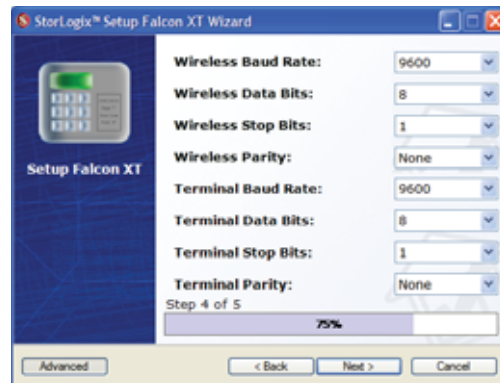 StorLogix™ Setup Falcon XT Wizard
Setup Falcon XT
Wireless Baud Rate: 9600
Wireless Data Bits: 8
Wireless Stop Bits: 1
Wireless Parity: None
Terminal Baud Rate: 9600
Terminal Data Bits: 8
Terminal Stop Bits: 1
Terminal Parity: None
Step 4 of 5
75%
Advanced < Back Next > Cancel